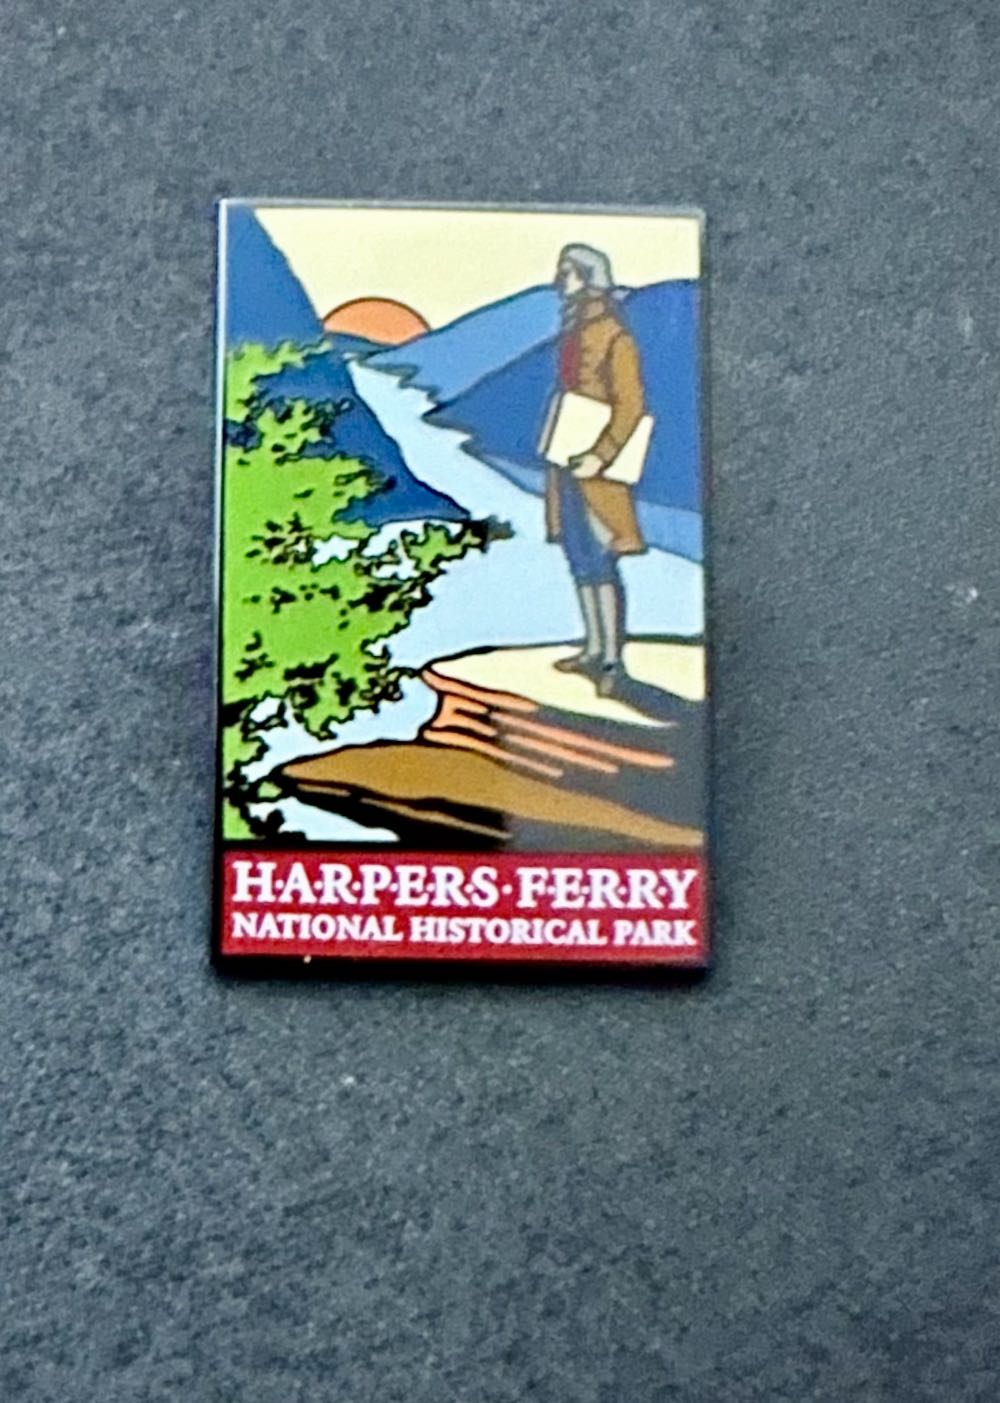 H·A·R·P·E·R·S · F·E·R·R·Y
NATIONAL HISTORICAL PARK